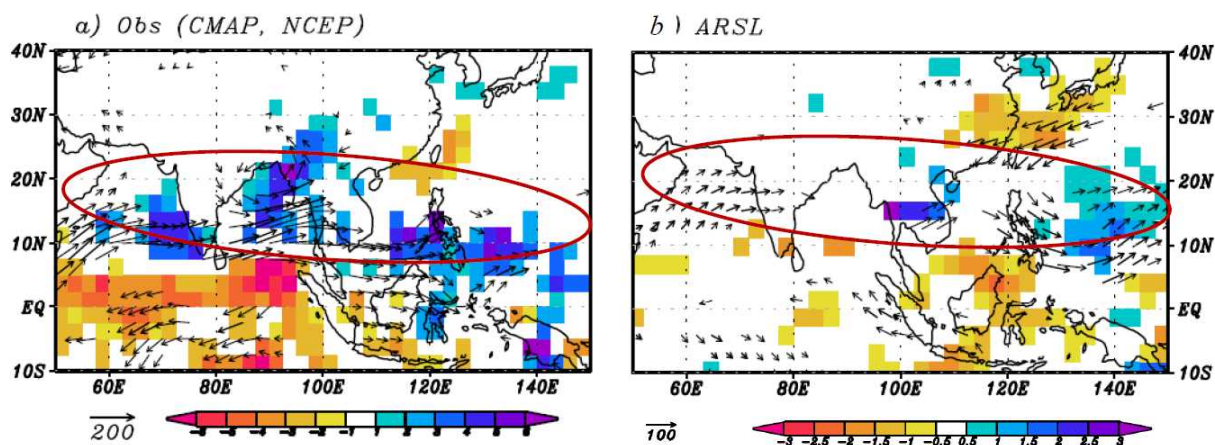 a) Obs (CMAP, NCEP)
b ) ARSL
40N
30N
20N
10N
EQ
10S
60E 80E 100E 120E 140E
40N
30N
20N
10N
EQ
10S
60E 80E 100E 120E 140E
200
100
-3 -2.5 -2 -1.5 -1 -0.5 0.5 1 1.5 2 2.5 3